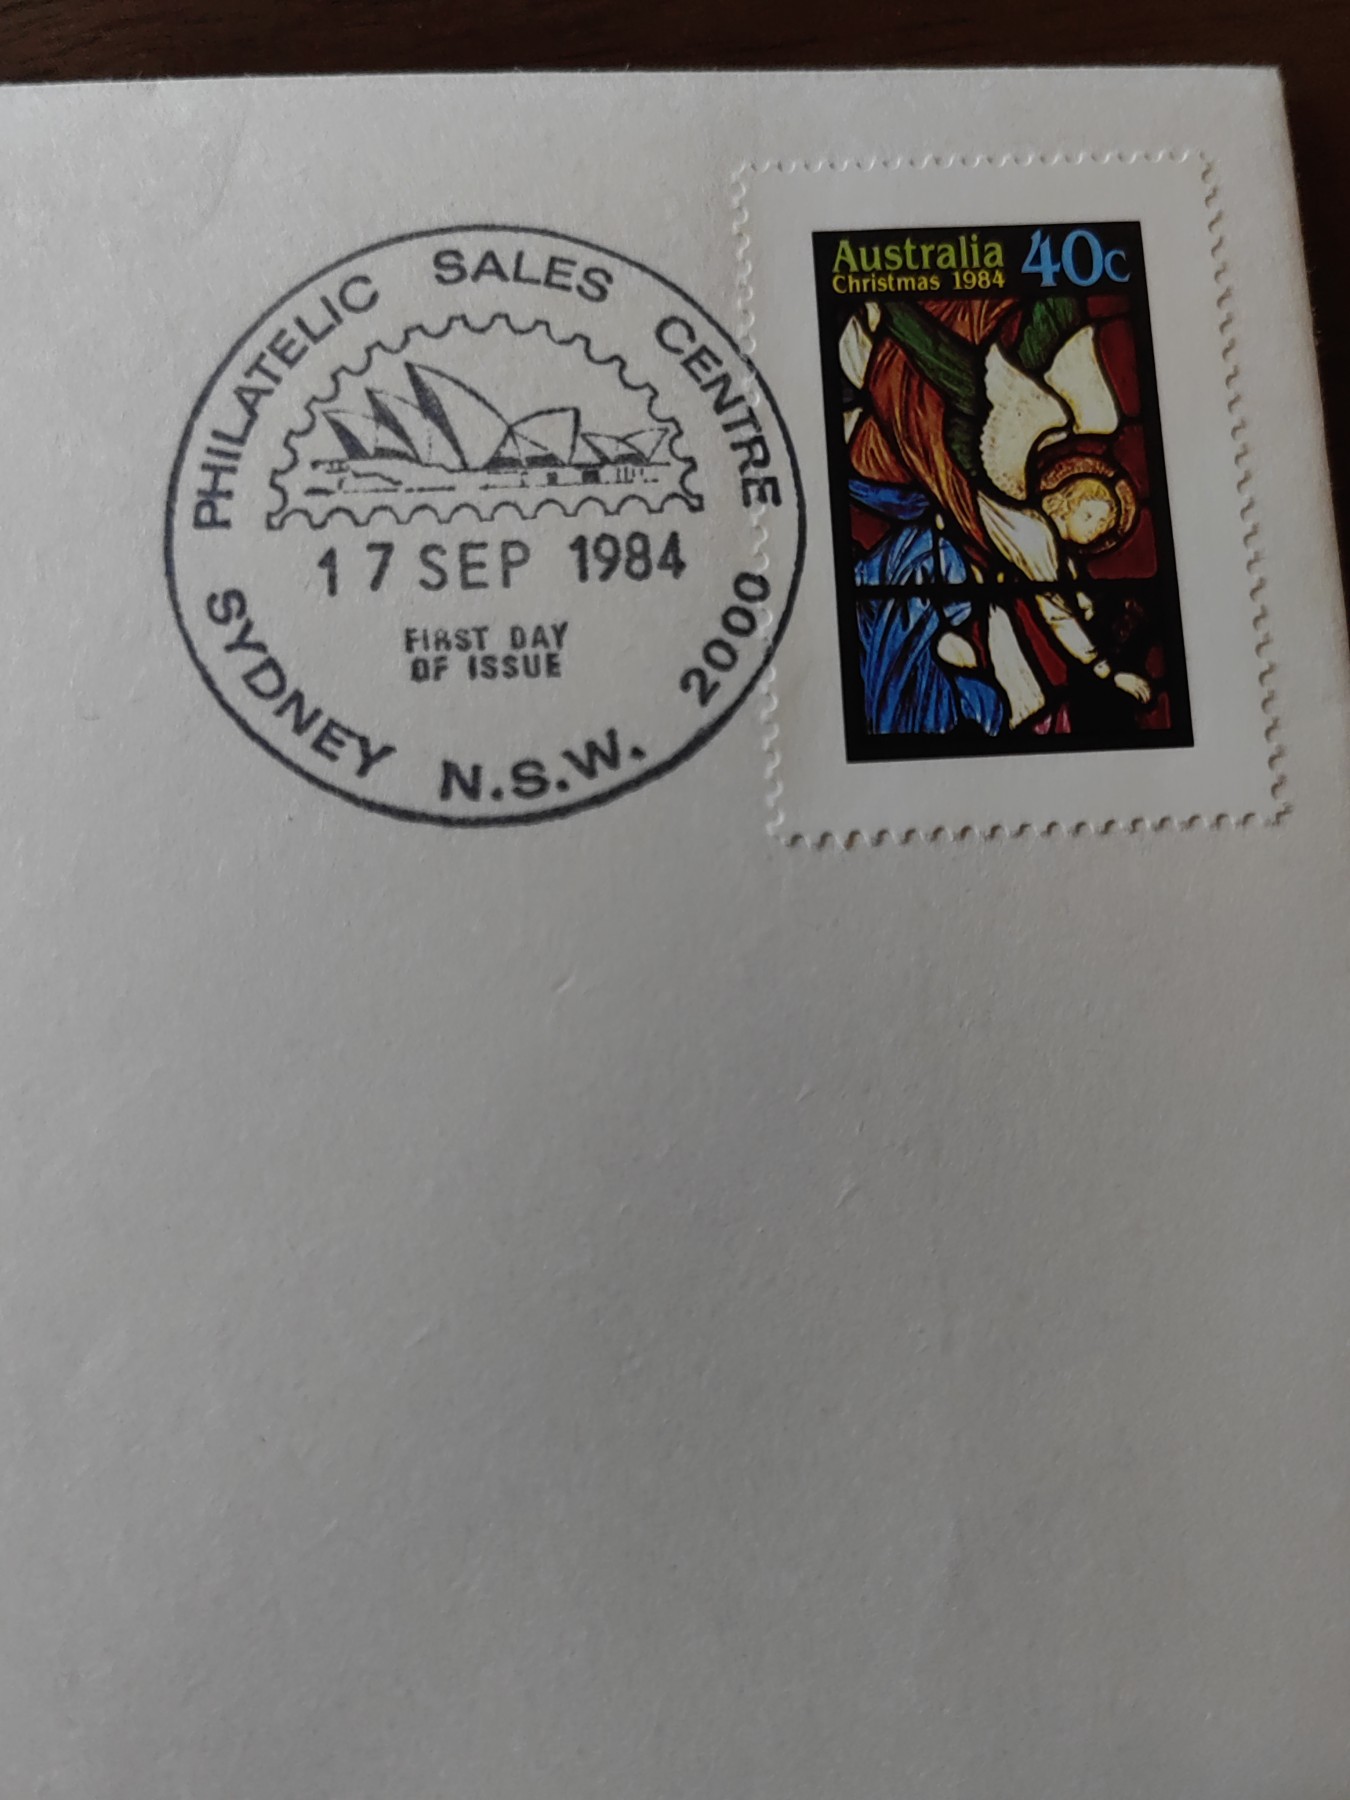 PHILATELIC SALES CENTRE
17 SEP 1984
FIRST DAY
OF ISSUE
SYDNEY N.S.W. 2000
Australia 40c
Christmas 1984